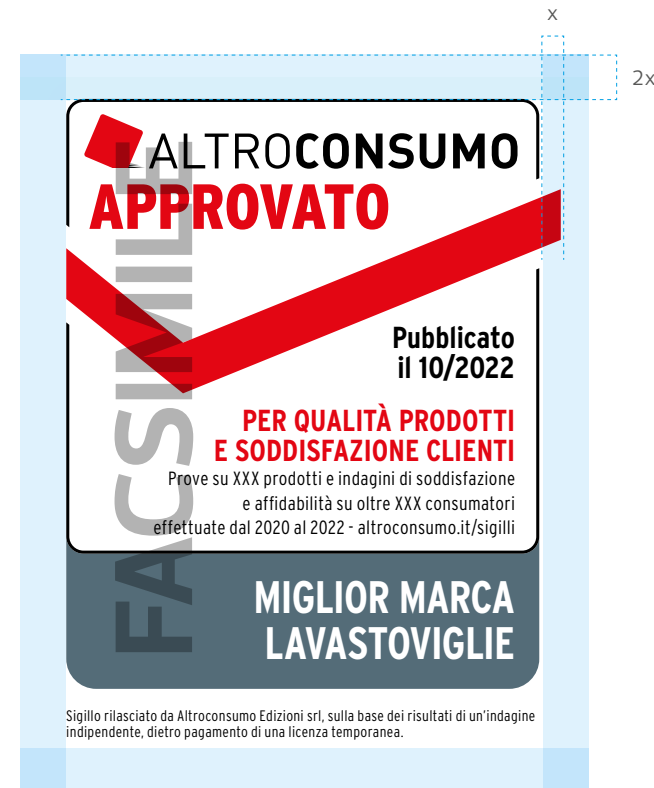 x
2x
ALTROCONSUMO
APPROVATO
FACSIMILE
Pubblicato
il 10/2022
PER QUALITÀ PRODOTTI
E SODDISFAZIONE CLIENTI
Prove su XXX prodotti e indagini di soddisfazione
e affidabilità su oltre XXX consumatori
effettuate dal 2020 al 2022 - altroconsumo.it/sigilli
MIGLIOR MARCA
LAVASTOVIGLIE
Sigillo rilasciato da Altroconsumo Edizioni srl, sulla base dei risultati di un'indagine
indipendente, dietro pagamento di una licenza temporanea.